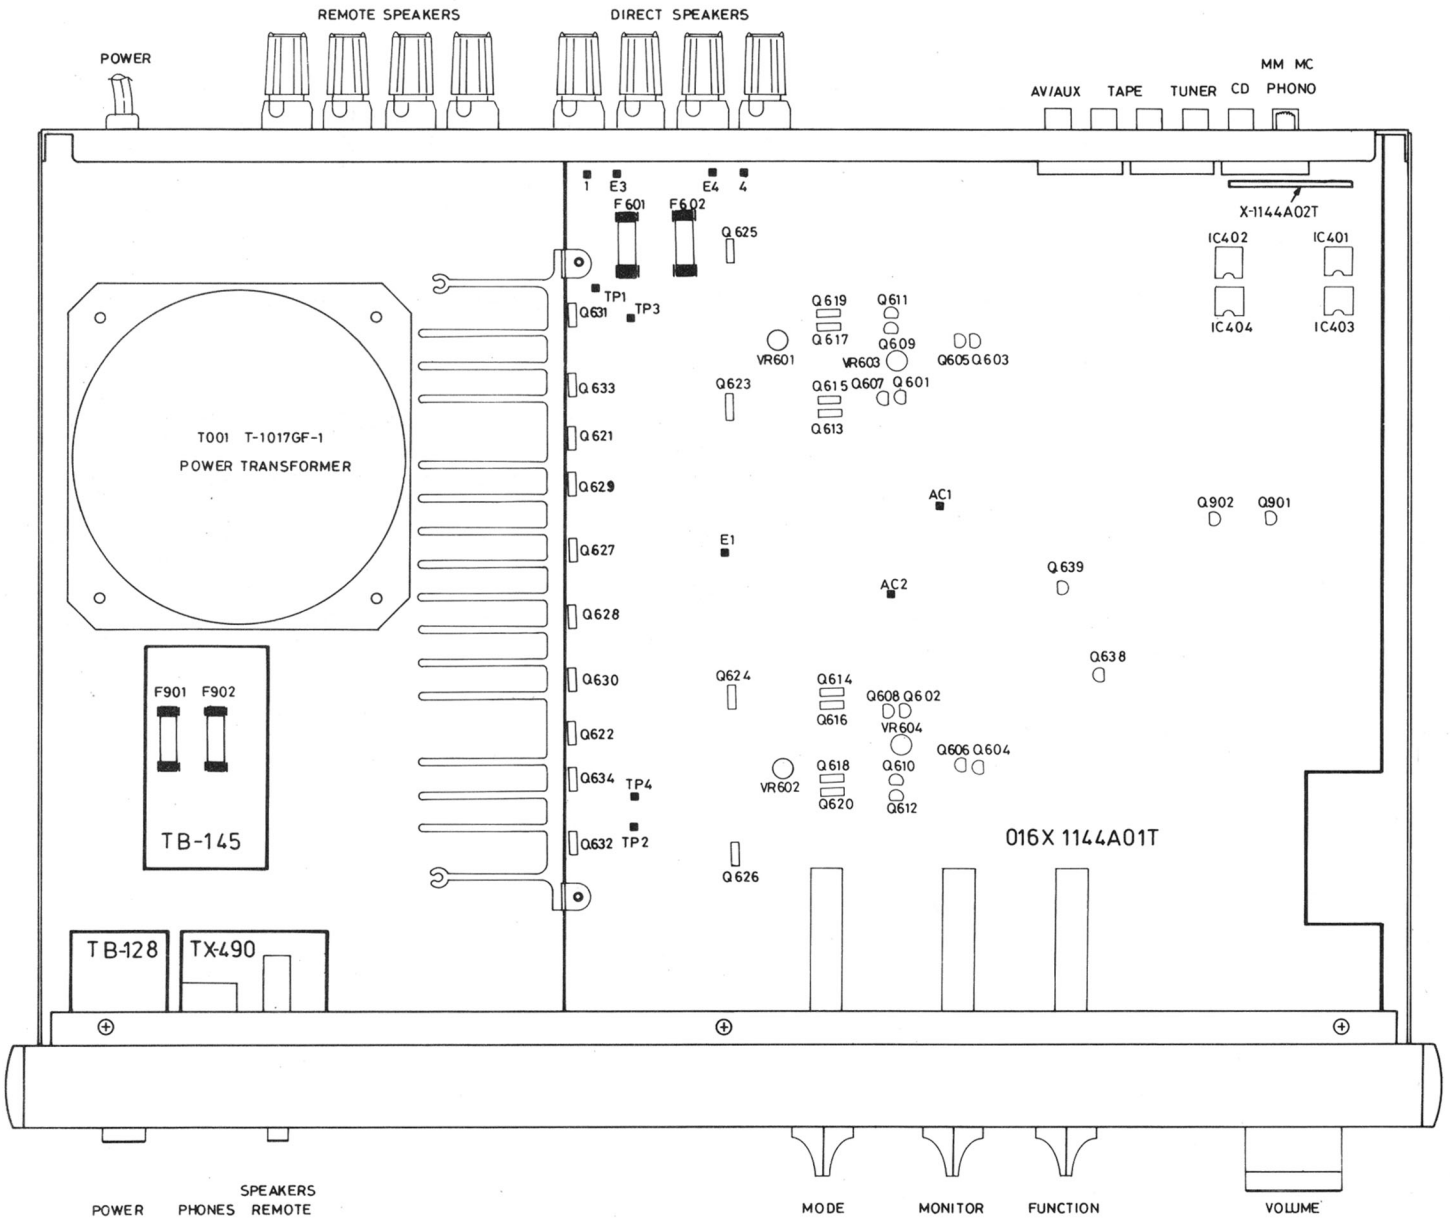 REMOTE SPEAKERS
DIRECT SPEAKERS
POWER
MM MC
AV/AUX
TAPE
TUNER
CD
PHONO
1
E3
E4
4
X-1144A02T
F601
F602
Q625
IC402
IC401
TP1
TP3
Q631
Q619
Q611
IC404
IC403
Q617
Q609
VR601
VR603
Q605
Q603
Q633
Q623
Q615
Q607
Q601
Q613
Q621
T001 T-1017GF-1
POWER TRANSFORMER
Q629
AC1
Q902
Q901
E1
Q627
Q639
AC2
Q628
Q638
Q630
Q624
Q614
F901
F902
Q608
Q602
Q616
VR604
Q622
Q606
Q604
Q618
Q610
Q634
TP4
VR602
Q620
Q612
TB-145
Q632
TP2
016X 1144A01T
Q626
TB-128
TX-490
SPEAKERS
POWER
PHONES
REMOTE
MODE
MONITOR
FUNCTION
VOLUME